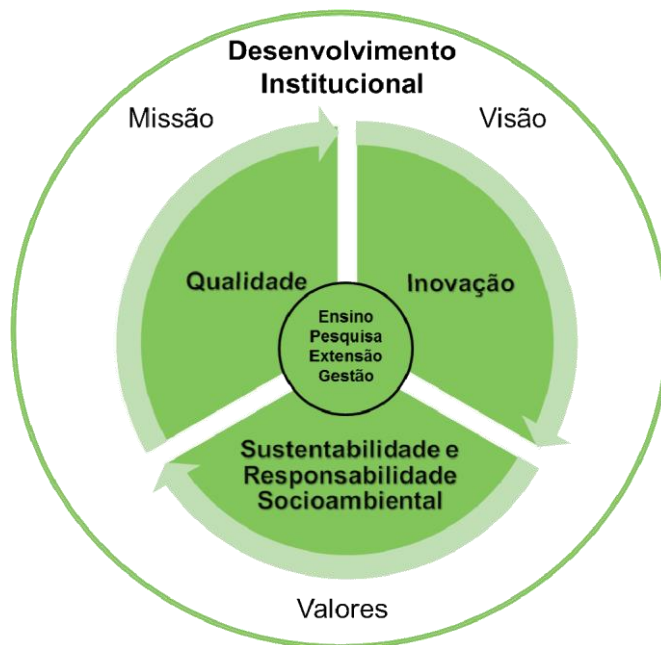 Desenvolvimento
Institucional
Missão
Visão
Qualidade
Inovação
Ensino
Pesquisa
Extensão
Gestão
Sustentabilidade e
Responsabilidade
Socioambiental
Valores